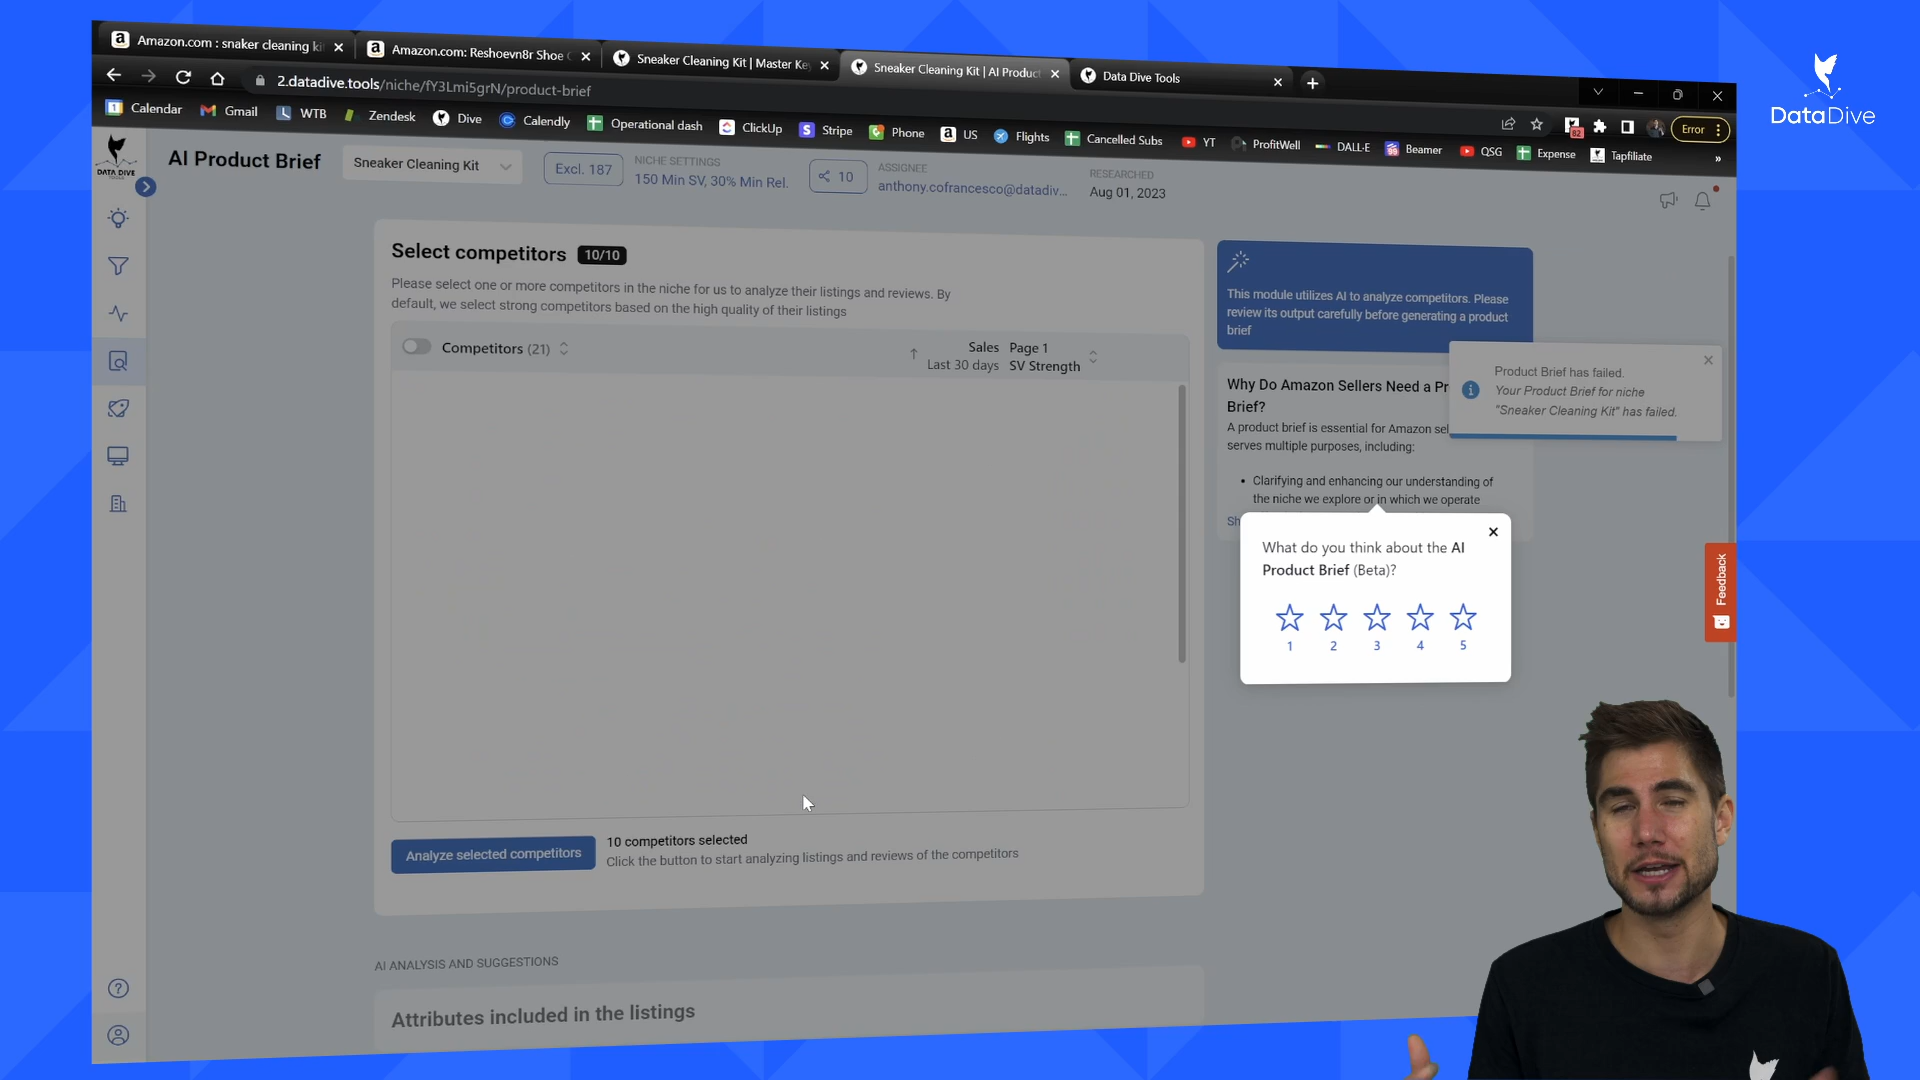 Amazon.com : snaker cleaning ki
Amazon.com: Reshoevn8r Shoe C
Sneaker Cleaning Kit | Master Key
Sneaker Cleaning Kit | AI Product
Data Dive Tools
2.datadive.tools/niche/fY3Lmi5grN/product-brief
Error
Calendar
Gmail
WTB
Zendesk
Dive
Calendly
Operational dash
ClickUp
Stripe
Phone
US
Flights
Cancelled Subs
YT
ProfitWell
DALL·E
Beamer
QSG
Expense
Tapfiliate
82
DataDive
DATA DIVE
TOOLS
AI Product Brief
Sneaker Cleaning Kit
Excl. 187
NICHE SETTINGS
150 Min SV, 30% Min Rel.
10
ASSIGNEE
anthony.cofrancesco@datadiv...
RESEARCHED
Aug 01, 2023
Select competitors 10/10
Please select one or more competitors in the niche for us to analyze their listings and reviews. By
default, we select strong competitors based on the high quality of their listings
Competitors (21)
Sales
Last 30 days
Page 1
SV Strength
Analyze selected competitors
10 competitors selected
Click the button to start analyzing listings and reviews of the competitors
AI ANALYSIS AND SUGGESTIONS
Attributes included in the listings
This module utilizes AI to analyze competitors. Please
review its output carefully before generating a product
brief
Product Brief has failed.
Your Product Brief for niche
"Sneaker Cleaning Kit" has failed.
Why Do Amazon Sellers Need a Pr
Brief?
A product brief is essential for Amazon sel
serves multiple purposes, including:
• Clarifying and enhancing our understanding of
the niche we explore or in which we operate
Sh
What do you think about the AI
Product Brief (Beta)?
1 2 3 4 5
Feedback